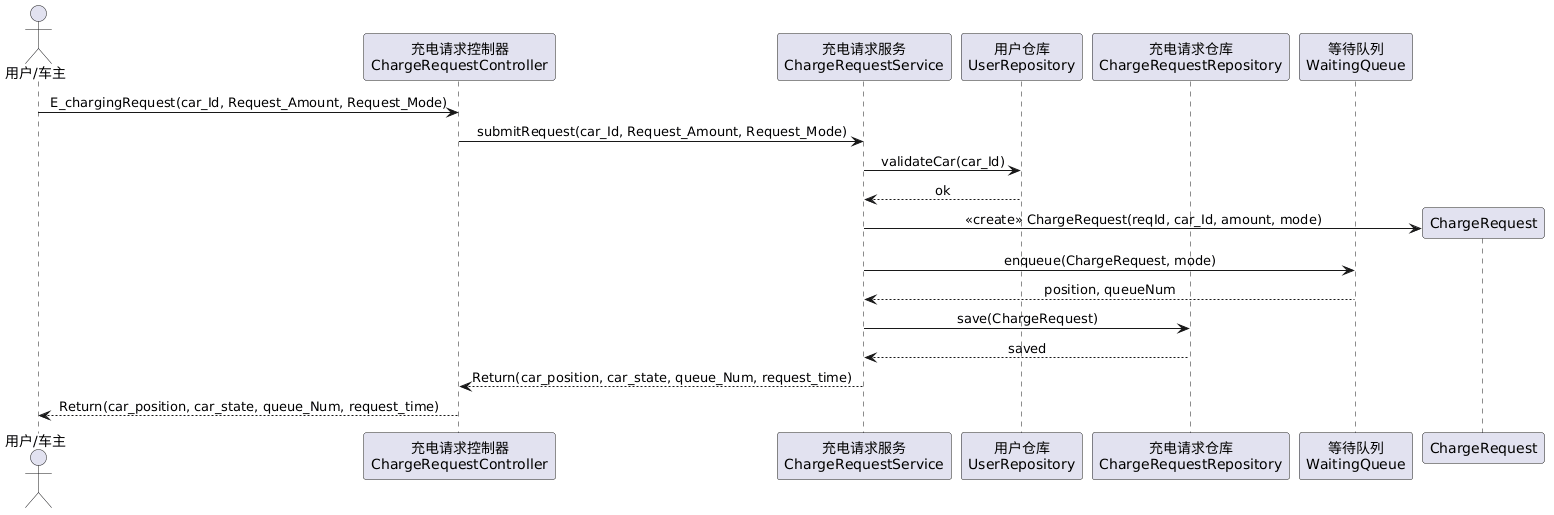 用户/车主
充电请求控制器
ChargeRequestController
充电请求服务
ChargeRequestService
用户仓库
UserRepository
充电请求仓库
ChargeRequestRepository
等待队列
WaitingQueue
E_chargingRequest(car_Id, Request_Amount, Request_Mode)
submitRequest(car_Id, Request_Amount, Request_Mode)
validateCar(car_Id)
ok
«create» ChargeRequest(reqId, car_Id, amount, mode)
ChargeRequest
enqueue(ChargeRequest, mode)
position, queueNum
save(ChargeRequest)
saved
Return(car_position, car_state, queue_Num, request_time)
Return(car_position, car_state, queue_Num, request_time)
用户/车主
充电请求控制器
ChargeRequestController
充电请求服务
ChargeRequestService
用户仓库
UserRepository
充电请求仓库
ChargeRequestRepository
等待队列
WaitingQueue
ChargeRequest